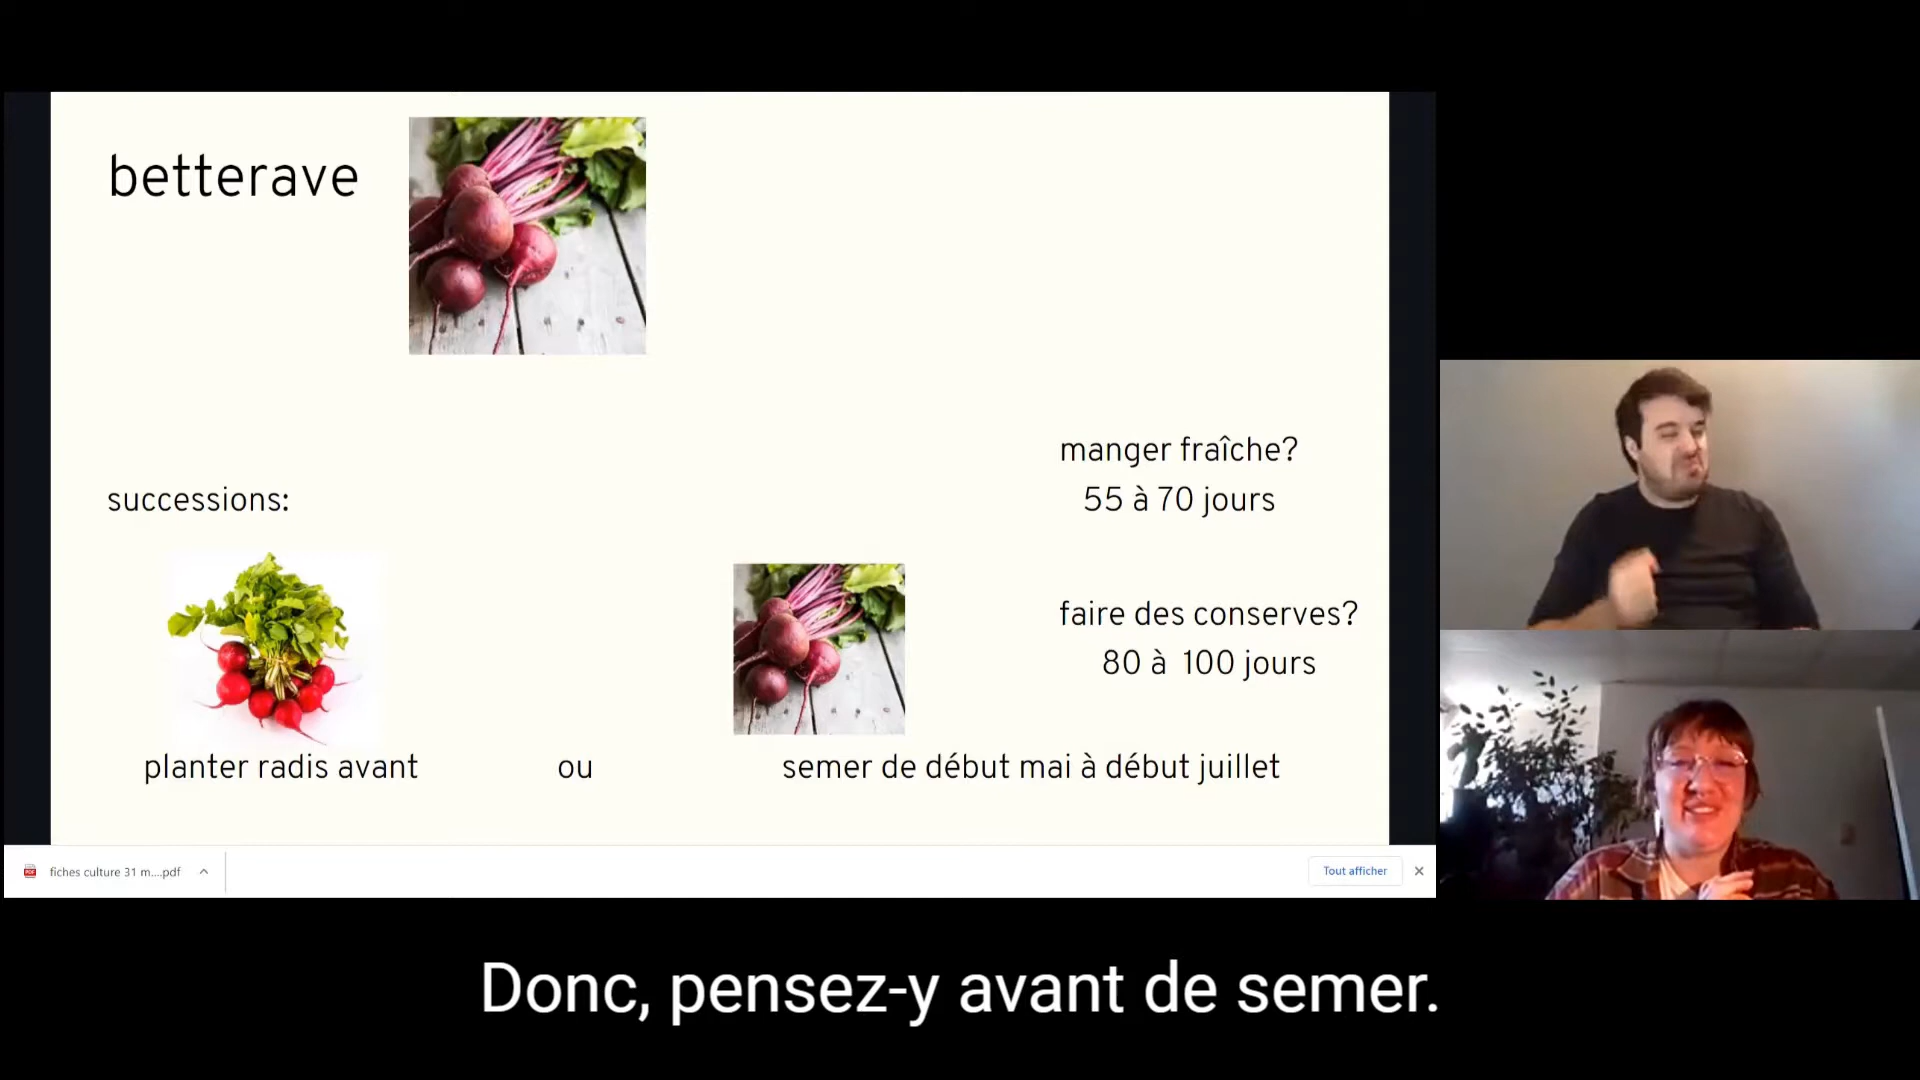 betterave
manger fraîche?
55 à 70 jours
successions:
faire des conserves?
80 à 100 jours
planter radis avant
ou
semer de début mai à début juillet
fiches culture 31 m....pdf
Tout afficher
Donc, pensez-y avant de semer.